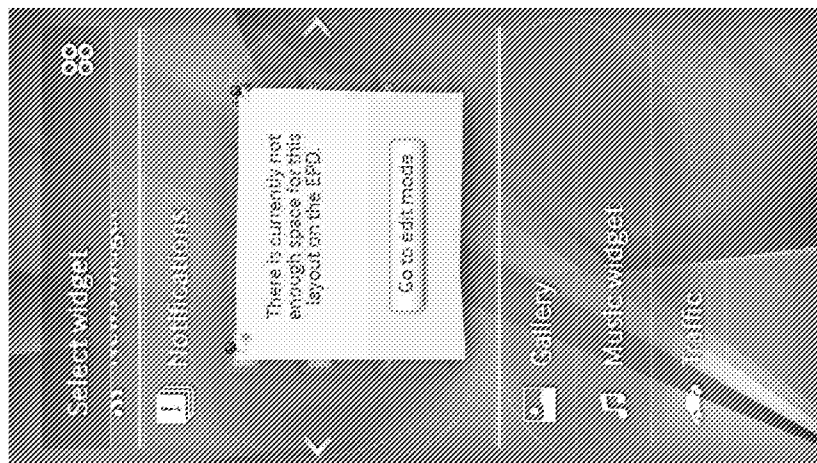 Select widget
Notifications
There is currently not
enough space for this
layout on the EPD.
Go to edit mode
Gallery
Music widget
Traffic